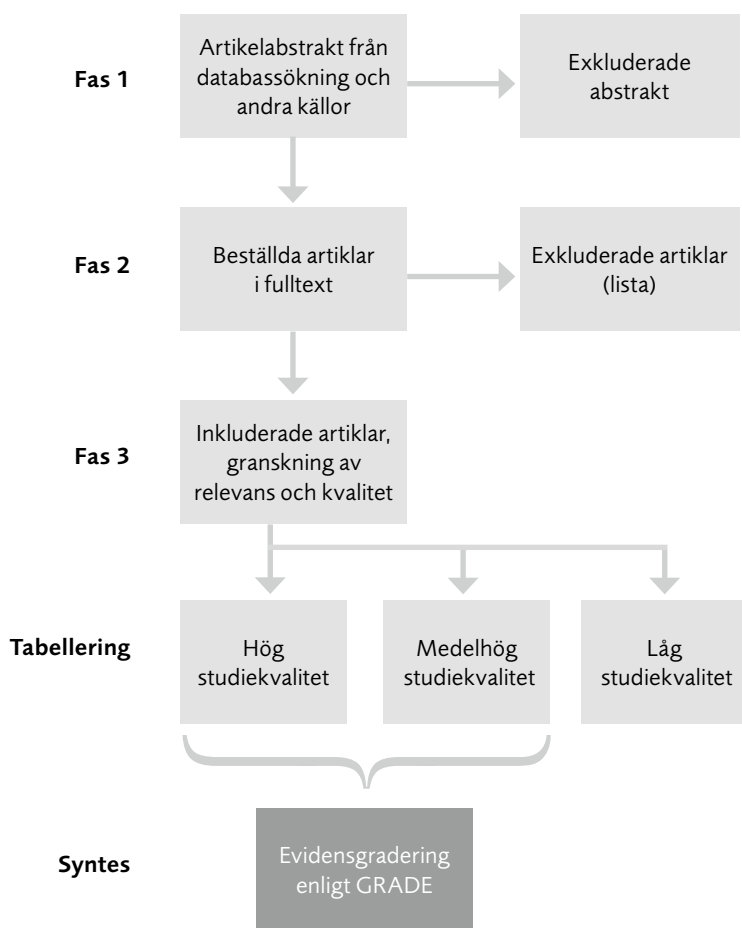 Fas 1
Artikelabstrakt från
databassökning och
andra källor
Exkluderade
abstrakt
Fas 2
Beställda artiklar
i fulltext
Exkluderade artiklar
(lista)
Fas 3
Inkluderade artiklar,
granskning av
relevans och kvalitet
Tabellering
Hög
studiekvalitet
Medelhög
studiekvalitet
Låg
studiekvalitet
Syntes
Evidensgradering
enligt GRADE